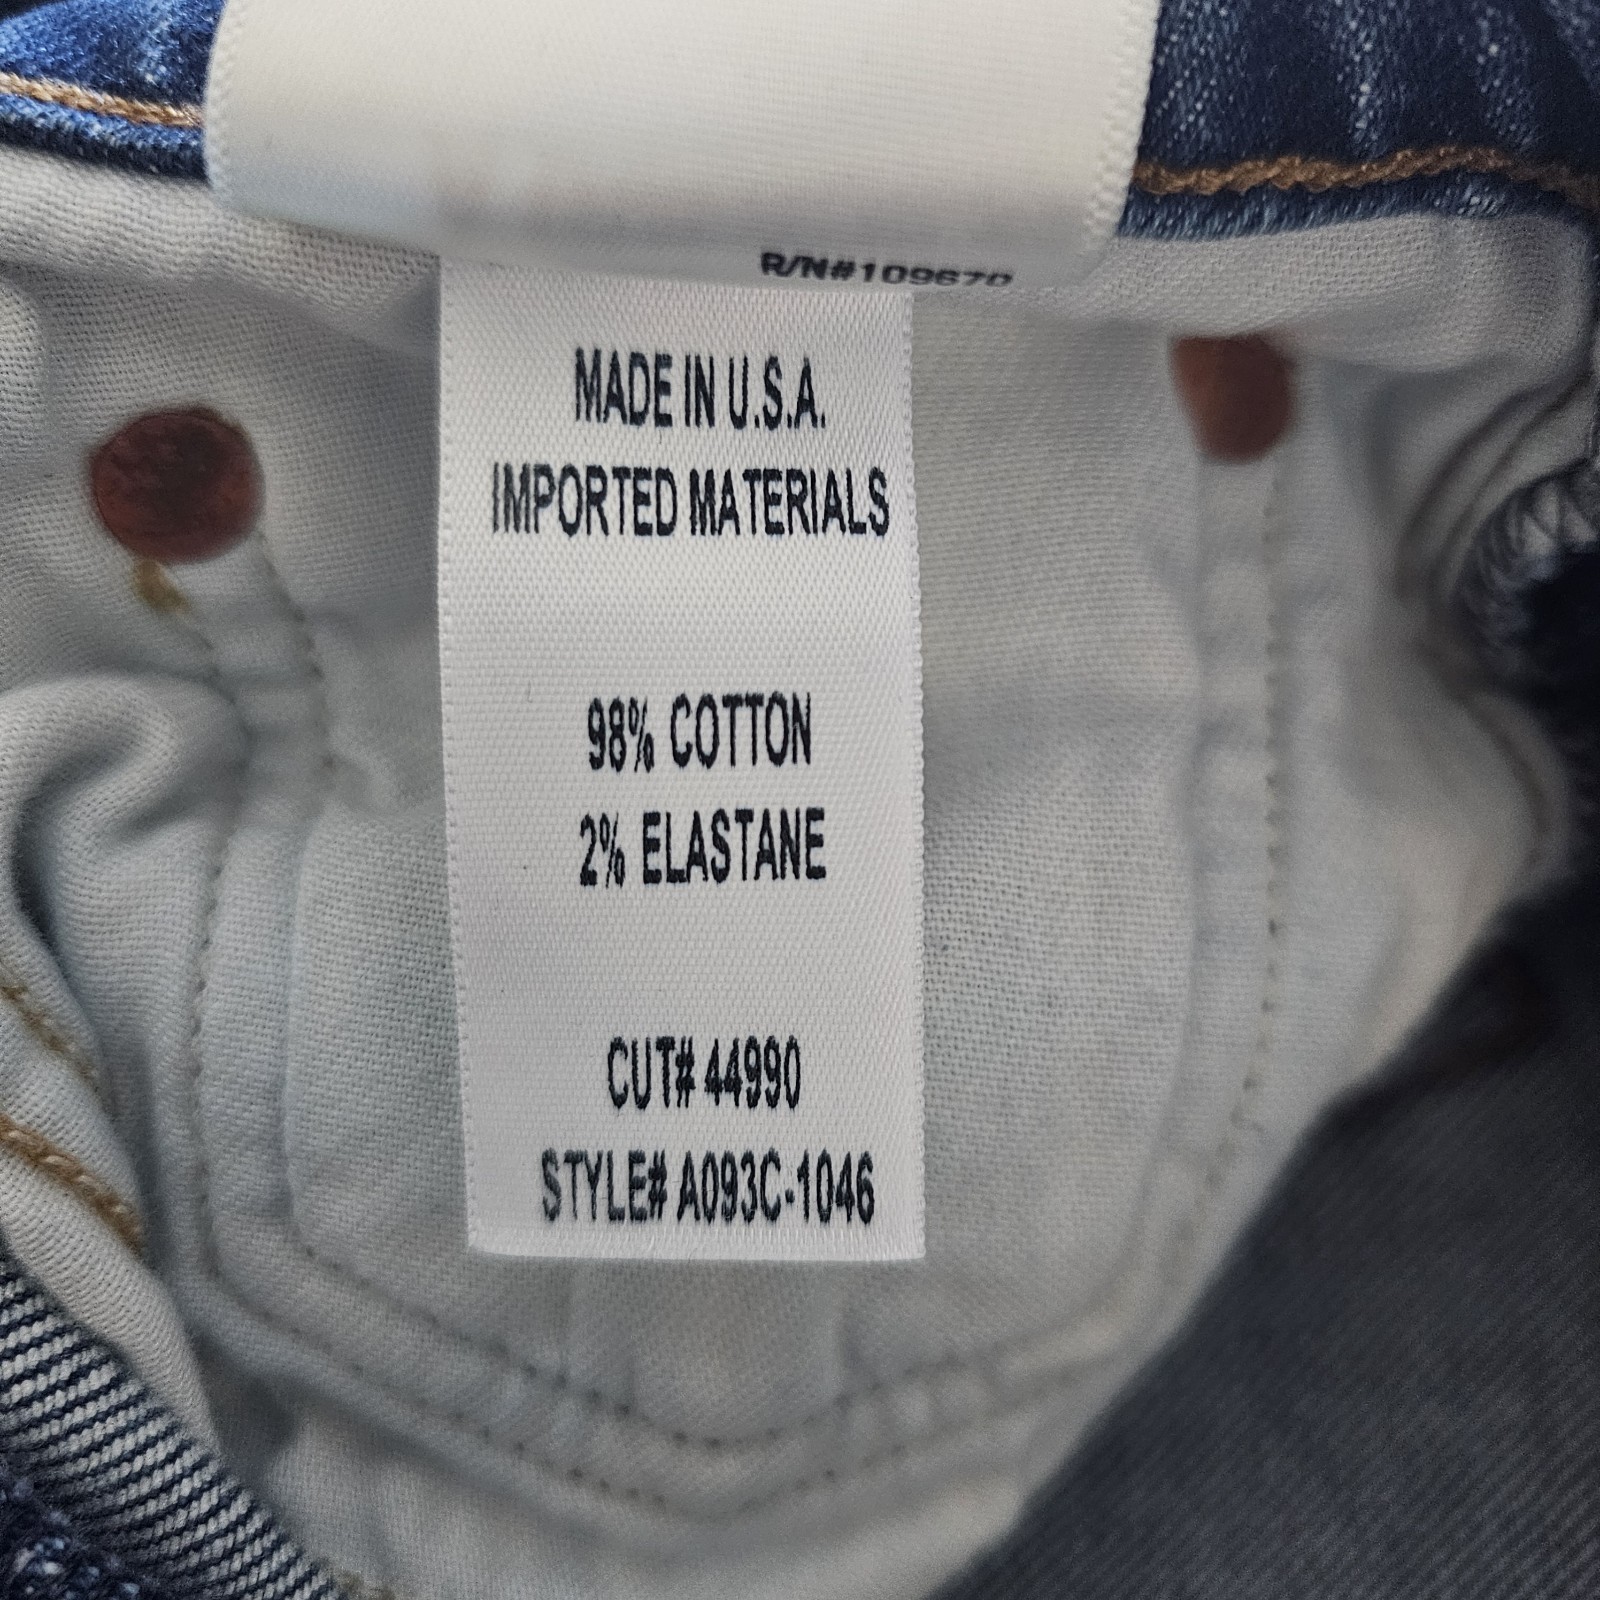 R/N#109670
MADE IN U.S.A.
IMPORTED MATERIALS
98% COTTON
2% ELASTANE
CUT# 44990
STYLE# A093C-1046